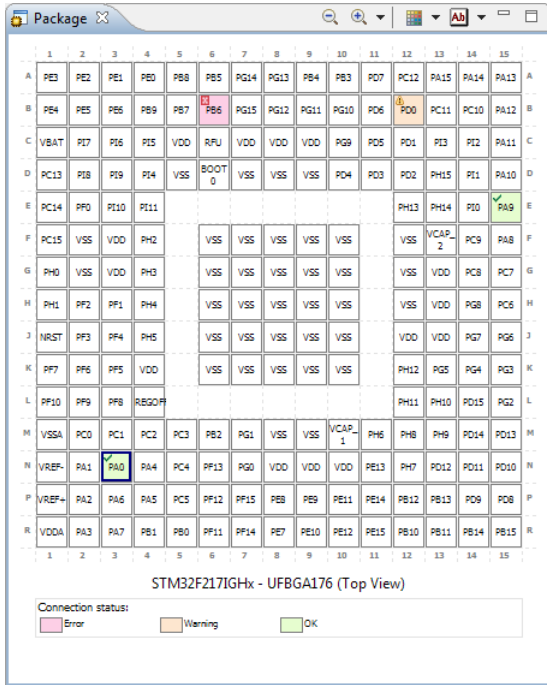 Package
Ab
1 2 3 4 5 6 7 8 9 10 11 12 13 14 15
A PE3 PE2 PE1 PE0 PB8 PB5 PG14 PG13 PB4 PB3 PD7 PC12 PA15 PA14 PA13 A
B PE4 PE5 PE6 PB9 PB7 PB6 PG15 PG12 PG11 PG10 PD6 PD0 PC11 PC10 PA12 B
C VBAT PI7 PI6 PI5 VDD RFU VDD VDD VDD PG9 PD5 PD1 PI3 PI2 PA11 C
D PC13 PI8 PI9 PI4 VSS BOOT0 VSS VSS VSS PD4 PD3 PD2 PH15 PI1 PA10 D
E PC14 PF0 PI10 PI11 PH13 PH14 PI0 PA9 E
F PC15 VSS VDD PH2 VSS VSS VSS VSS VSS VSS VCAP_2 PC9 PA8 F
G PH0 VSS VDD PH3 VSS VSS VSS VSS VSS VSS VDD PC8 PC7 G
H PH1 PF2 PF1 PH4 VSS VSS VSS VSS VSS VSS VDD PG8 PC6 H
J NRST PF3 PF4 PH5 VSS VSS VSS VSS VSS VDD VDD PG7 PG6 J
K PF7 PF6 PF5 VDD VSS VSS VSS VSS VSS PH12 PG5 PG4 PG3 K
L PF10 PF9 PF8 REGOFF PH11 PH10 PD15 PG2 L
M VSSA PC0 PC1 PC2 PC3 PB2 PG1 VSS VSS VCAP_1 PH6 PH8 PH9 PD14 PD13 M
N VREF- PA1 PA0 PA4 PC4 PF13 PG0 VDD VDD VDD PE13 PH7 PD12 PD11 PD10 N
P VREF+ PA2 PA6 PA5 PC5 PF12 PF15 PE8 PE9 PE11 PE14 PB12 PB13 PD9 PD8 P
R VDDA PA3 PA7 PB1 PB0 PF11 PF14 PE7 PE10 PE12 PE15 PB10 PB11 PB14 PB15 R
1 2 3 4 5 6 7 8 9 10 11 12 13 14 15
STM32F217IGHx - UFBGA176 (Top View)
Connection status:
Error Warning OK